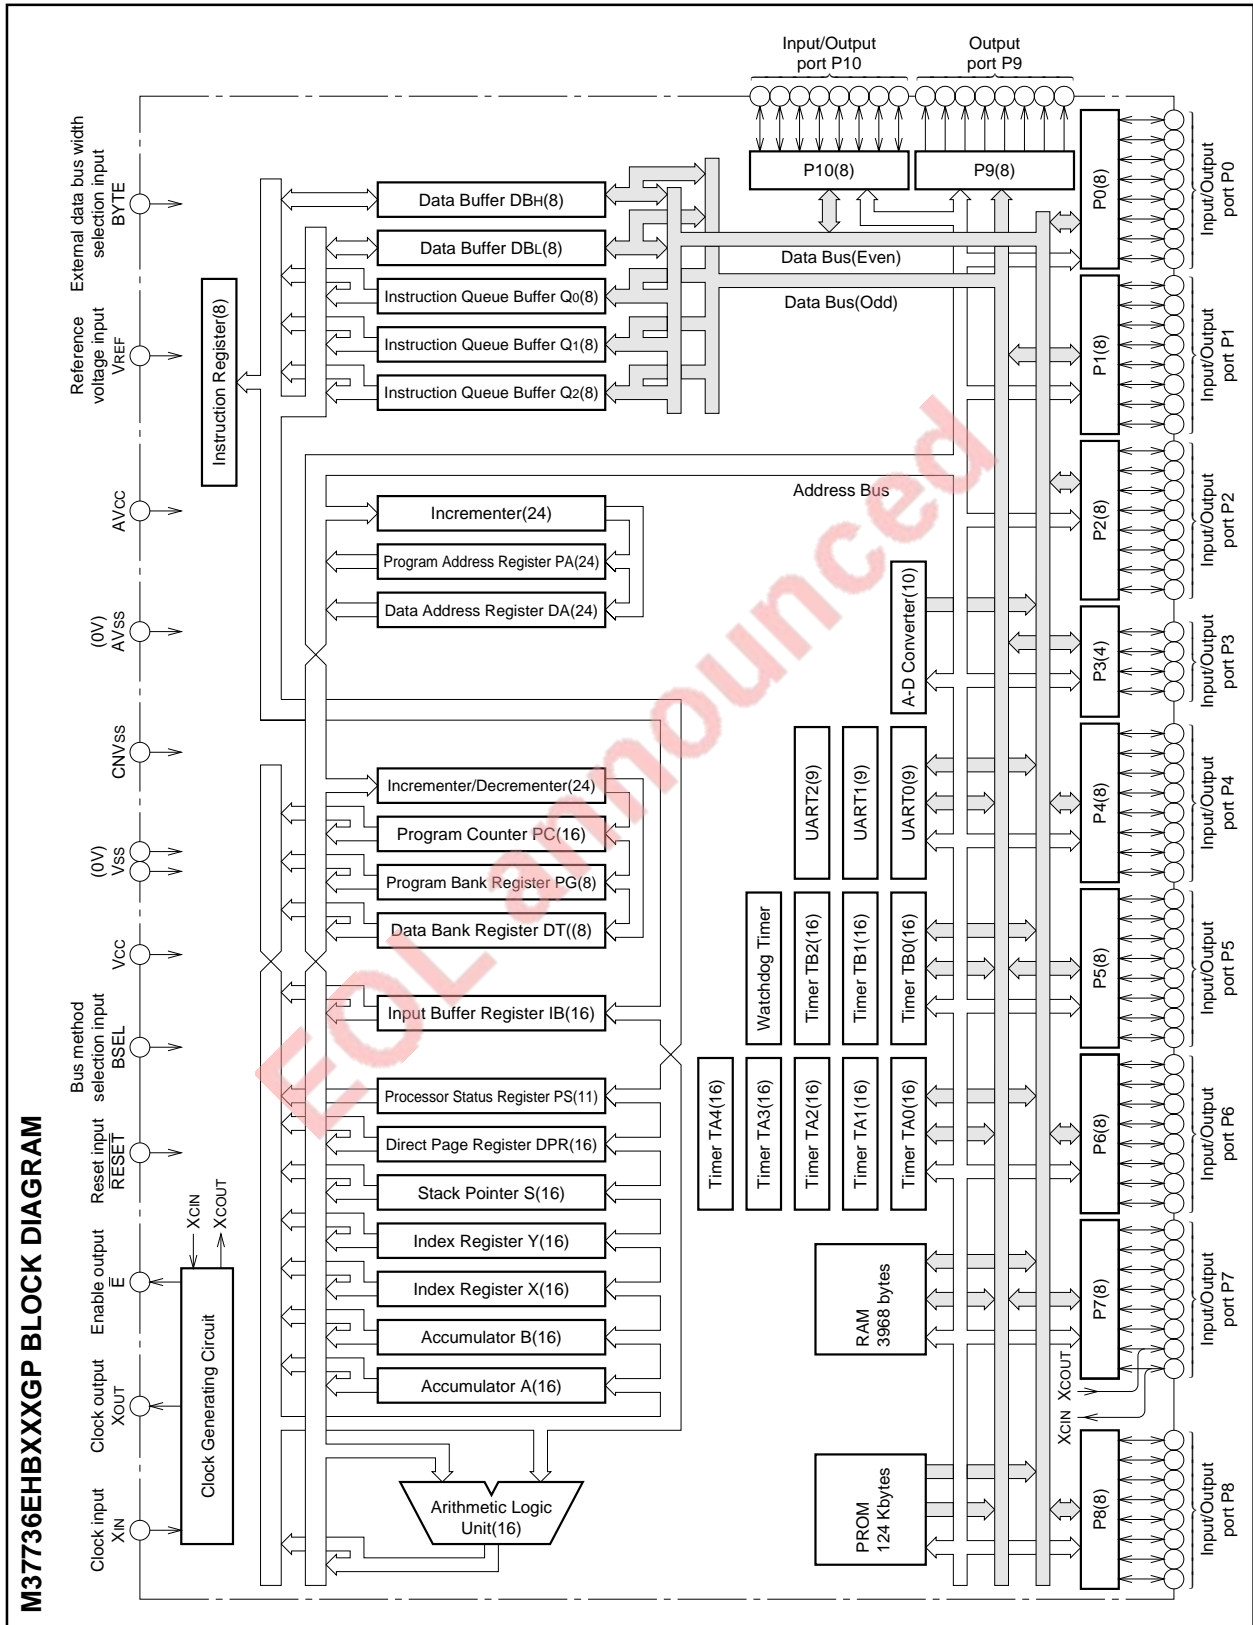 M37736EHBXXXGP BLOCK DIAGRAM
Input/Output
port P10
Output
port P9
External data bus width
selection input
BYTE
Reference
voltage input
VREF
AVCC
(0V)
AVSS
CNVSS
(0V)
VSS
VCC
Bus method
selection input
BSEL
Reset input
RESET
Enable output
E
Clock output
XOUT
Clock input
XIN
XCIN
XCOUT
Clock Generating Circuit
Instruction Register(8)
Data Buffer DBH(8)
Data Buffer DBL(8)
Instruction Queue Buffer Q0(8)
Instruction Queue Buffer Q1(8)
Instruction Queue Buffer Q2(8)
Incrementer(24)
Program Address Register PA(24)
Data Address Register DA(24)
Incrementer/Decrementer(24)
Program Counter PC(16)
Program Bank Register PG(8)
Data Bank Register DT((8)
Input Buffer Register IB(16)
Processor Status Register PS(11)
Direct Page Register DPR(16)
Stack Pointer S(16)
Index Register Y(16)
Index Register X(16)
Accumulator B(16)
Accumulator A(16)
Arithmetic Logic
Unit(16)
P10(8)
P9(8)
Data Bus(Even)
Data Bus(Odd)
Address Bus
A-D Converter(10)
UART2(9)
UART1(9)
UART0(9)
Watchdog Timer
Timer TB2(16)
Timer TB1(16)
Timer TB0(16)
Timer TA4(16)
Timer TA3(16)
Timer TA2(16)
Timer TA1(16)
Timer TA0(16)
RAM
3968 bytes
PROM
124 Kbytes
XCIN
XCOUT
P0(8)
P1(8)
P2(8)
P3(4)
P4(8)
P5(8)
P6(8)
P7(8)
P8(8)
Input/Output
port P0
Input/Output
port P1
Input/Output
port P2
Input/Output
port P3
Input/Output
port P4
Input/Output
port P5
Input/Output
port P6
Input/Output
port P7
Input/Output
port P8
EOL announced